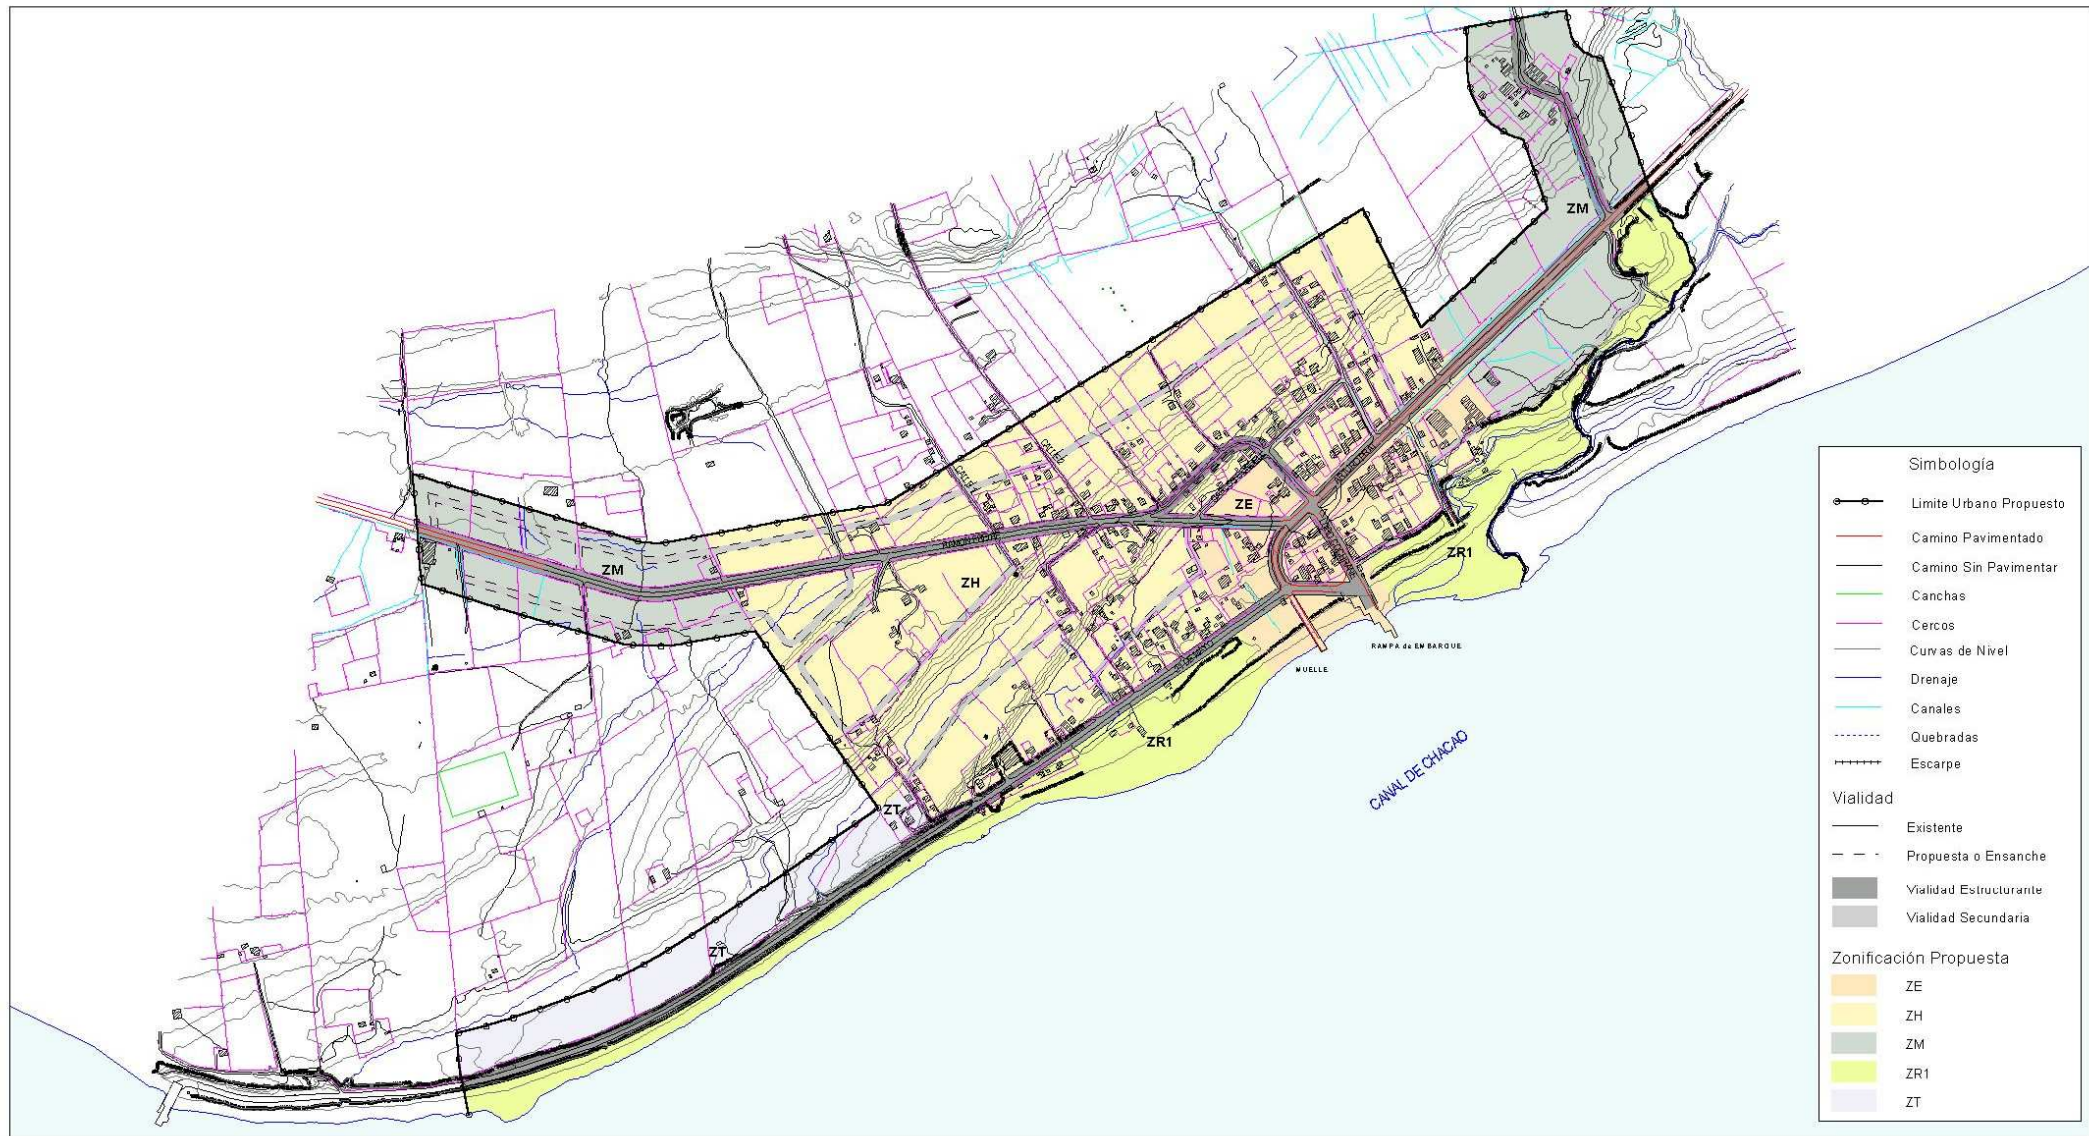 ZM
ZE
ZR1
ZM
ZH
RAMPA de EMBARQUE
MUELLE
ZR1
CANAL DE CHACAO
ZT
ZT
Simbología
Limite Urbano Propuesto
Camino Pavimentado
Camino Sin Pavimentar
Canchas
Cercos
Curvas de Nivel
Drenaje
Canales
Quebradas
Escarpe
Vialidad
Existente
Propuesta o Ensanche
Vialidad Estructurante
Vialidad Secundaria
Zonificación Propuesta
ZE
ZH
ZM
ZR1
ZT